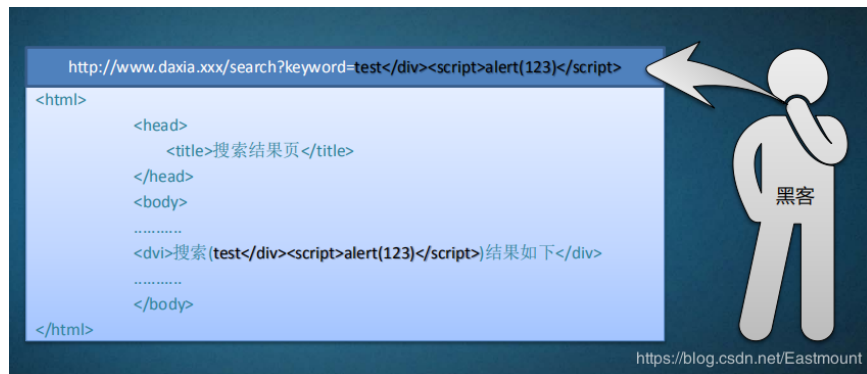 http://www.daxia.xxx/search?keyword=test</div><script>alert(123)</script>
<html>
<head>
<title>搜索结果页</title>
</head>
<body>
...........
<dvi>搜索(test</div><script>alert(123)</script>)结果如下</div>
...........
</body>
</html>
黑客
https://blog.csdn.net/Eastmount